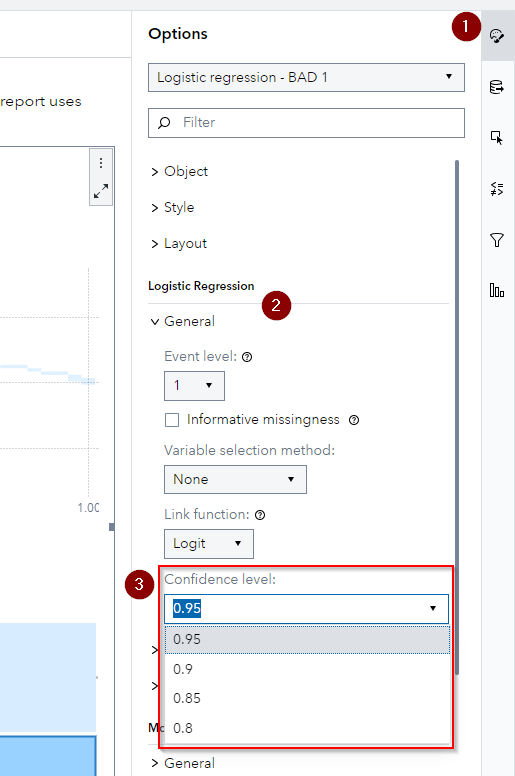 1
Options
Logistic regression - BAD 1
report uses
Filter
Object
Style
Layout
Logistic Regression
2
General
Event level:
1
Informative missingness
Variable selection method:
None
1.00
Link function:
Logit
3
Confidence level:
0.95
0.95
0.9
0.85
0.8
General